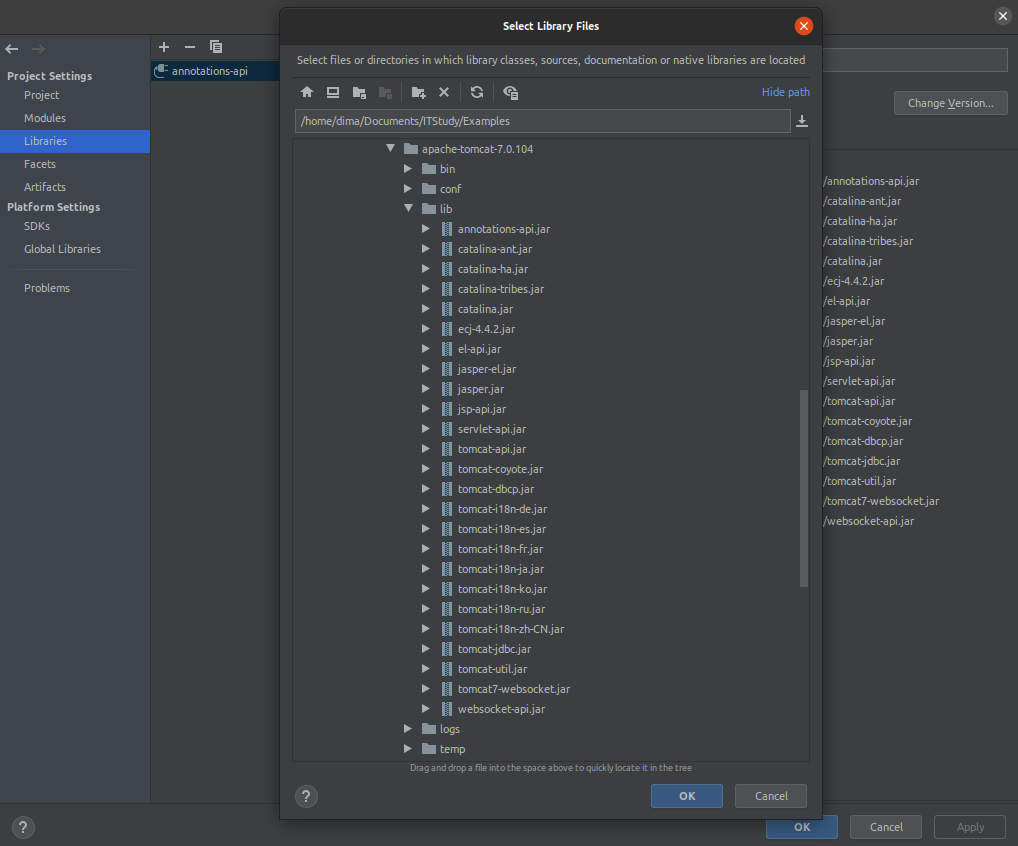 Select Library Files
Select files or directories in which library classes, sources, documentation or native libraries are located
Hide path
/home/dima/Documents/ITStudy/Examples
apache-tomcat-7.0.104
bin
conf
lib
annotations-api.jar
catalina-ant.jar
catalina-ha.jar
catalina-tribes.jar
catalina.jar
ecj-4.4.2.jar
el-api.jar
jasper-el.jar
jasper.jar
jsp-api.jar
servlet-api.jar
tomcat-api.jar
tomcat-coyote.jar
tomcat-dbcp.jar
tomcat-i18n-de.jar
tomcat-i18n-es.jar
tomcat-i18n-fr.jar
tomcat-i18n-ja.jar
tomcat-i18n-ko.jar
tomcat-i18n-ru.jar
tomcat-i18n-zh-CN.jar
tomcat-jdbc.jar
tomcat-util.jar
tomcat7-websocket.jar
websocket-api.jar
logs
temp
Drag and drop a file into the space above to quickly locate it in the tree
?
OK
Cancel
Project Settings
Project
Modules
Libraries
Facets
Artifacts
Platform Settings
SDKs
Global Libraries
Problems
annotations-api
Change Version...
/annotations-api.jar
/catalina-ant.jar
/catalina-ha.jar
/catalina-tribes.jar
/catalina.jar
/ecj-4.4.2.jar
/el-api.jar
/jasper-el.jar
/jasper.jar
/jsp-api.jar
/servlet-api.jar
/tomcat-api.jar
/tomcat-coyote.jar
/tomcat-dbcp.jar
/tomcat-jdbc.jar
/tomcat-util.jar
/tomcat7-websocket.jar
/websocket-api.jar
?
OK
Cancel
Apply